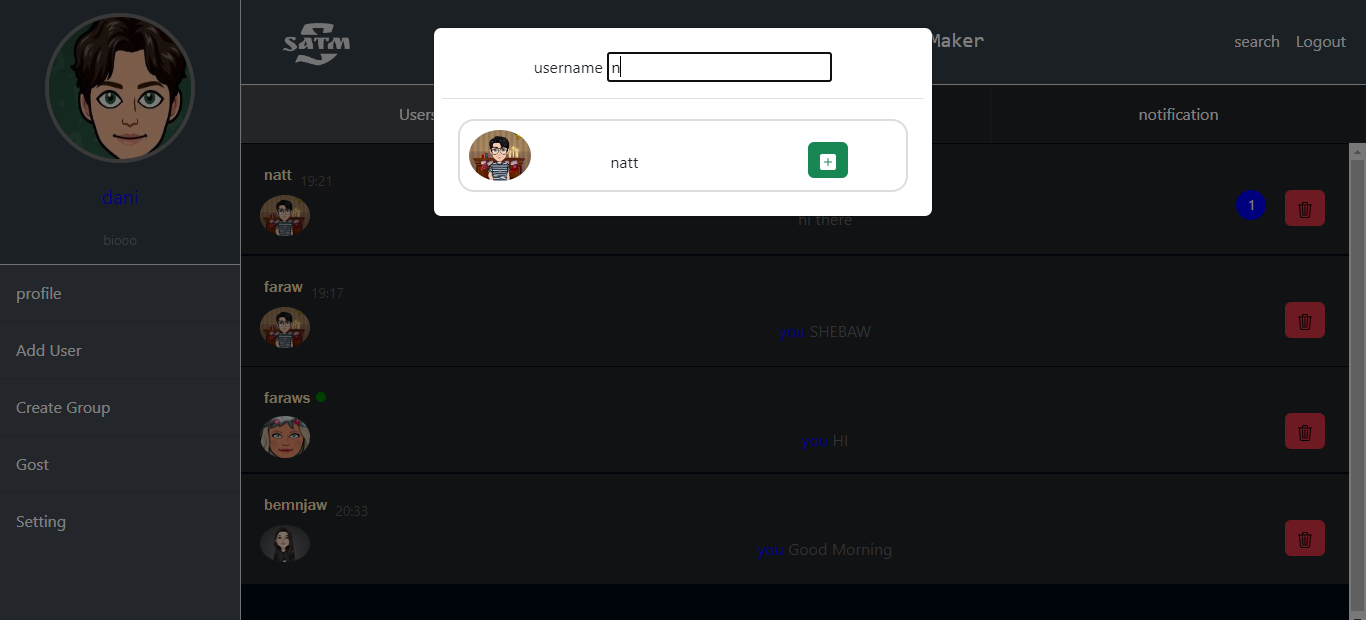 SATM
Maker
search
Logout
username n
natt
Users
notification
dani
biooo
profile
Add User
Create Group
Gost
Setting
natt 19:21
hi there
1
faraw 19:17
you SHEBAW
faraws
you HI
bemnjaw 20:33
you Good Morning